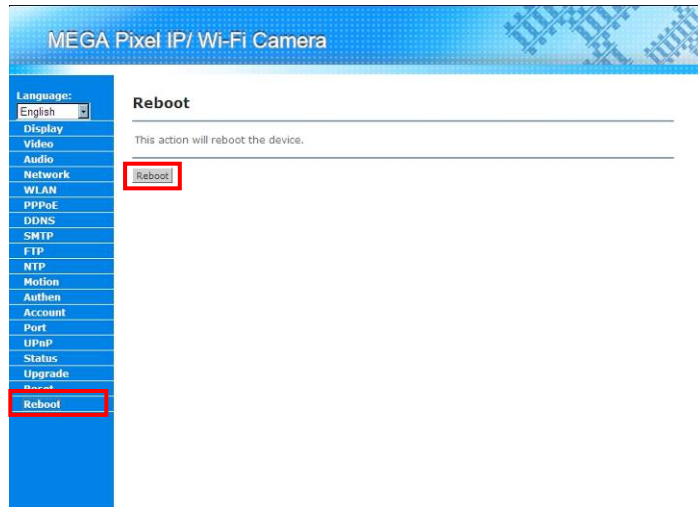 MEGA Pixel IP/ Wi-Fi Camera
Language:
English
Display
Video
Audio
Network
WLAN
PPPoE
DDNS
SMTP
FTP
NTP
Motion
Authen
Account
Port
UPnP
Status
Upgrade
Reset
Reboot
Reboot
This action will reboot the device.
Reboot